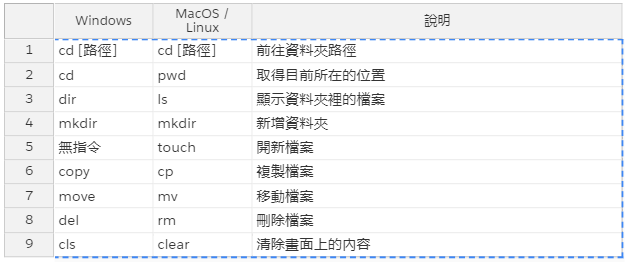 Windows MacOS / Linux 說明
1 cd [路徑] cd [路徑] 前往資料夾路徑
2 cd pwd 取得目前所在的位置
3 dir ls 顯示資料夾裡的檔案
4 mkdir mkdir 新增資料夾
5 無指令 touch 開新檔案
6 copy cp 複製檔案
7 move mv 移動檔案
8 del rm 刪除檔案
9 cls clear 清除畫面上的內容